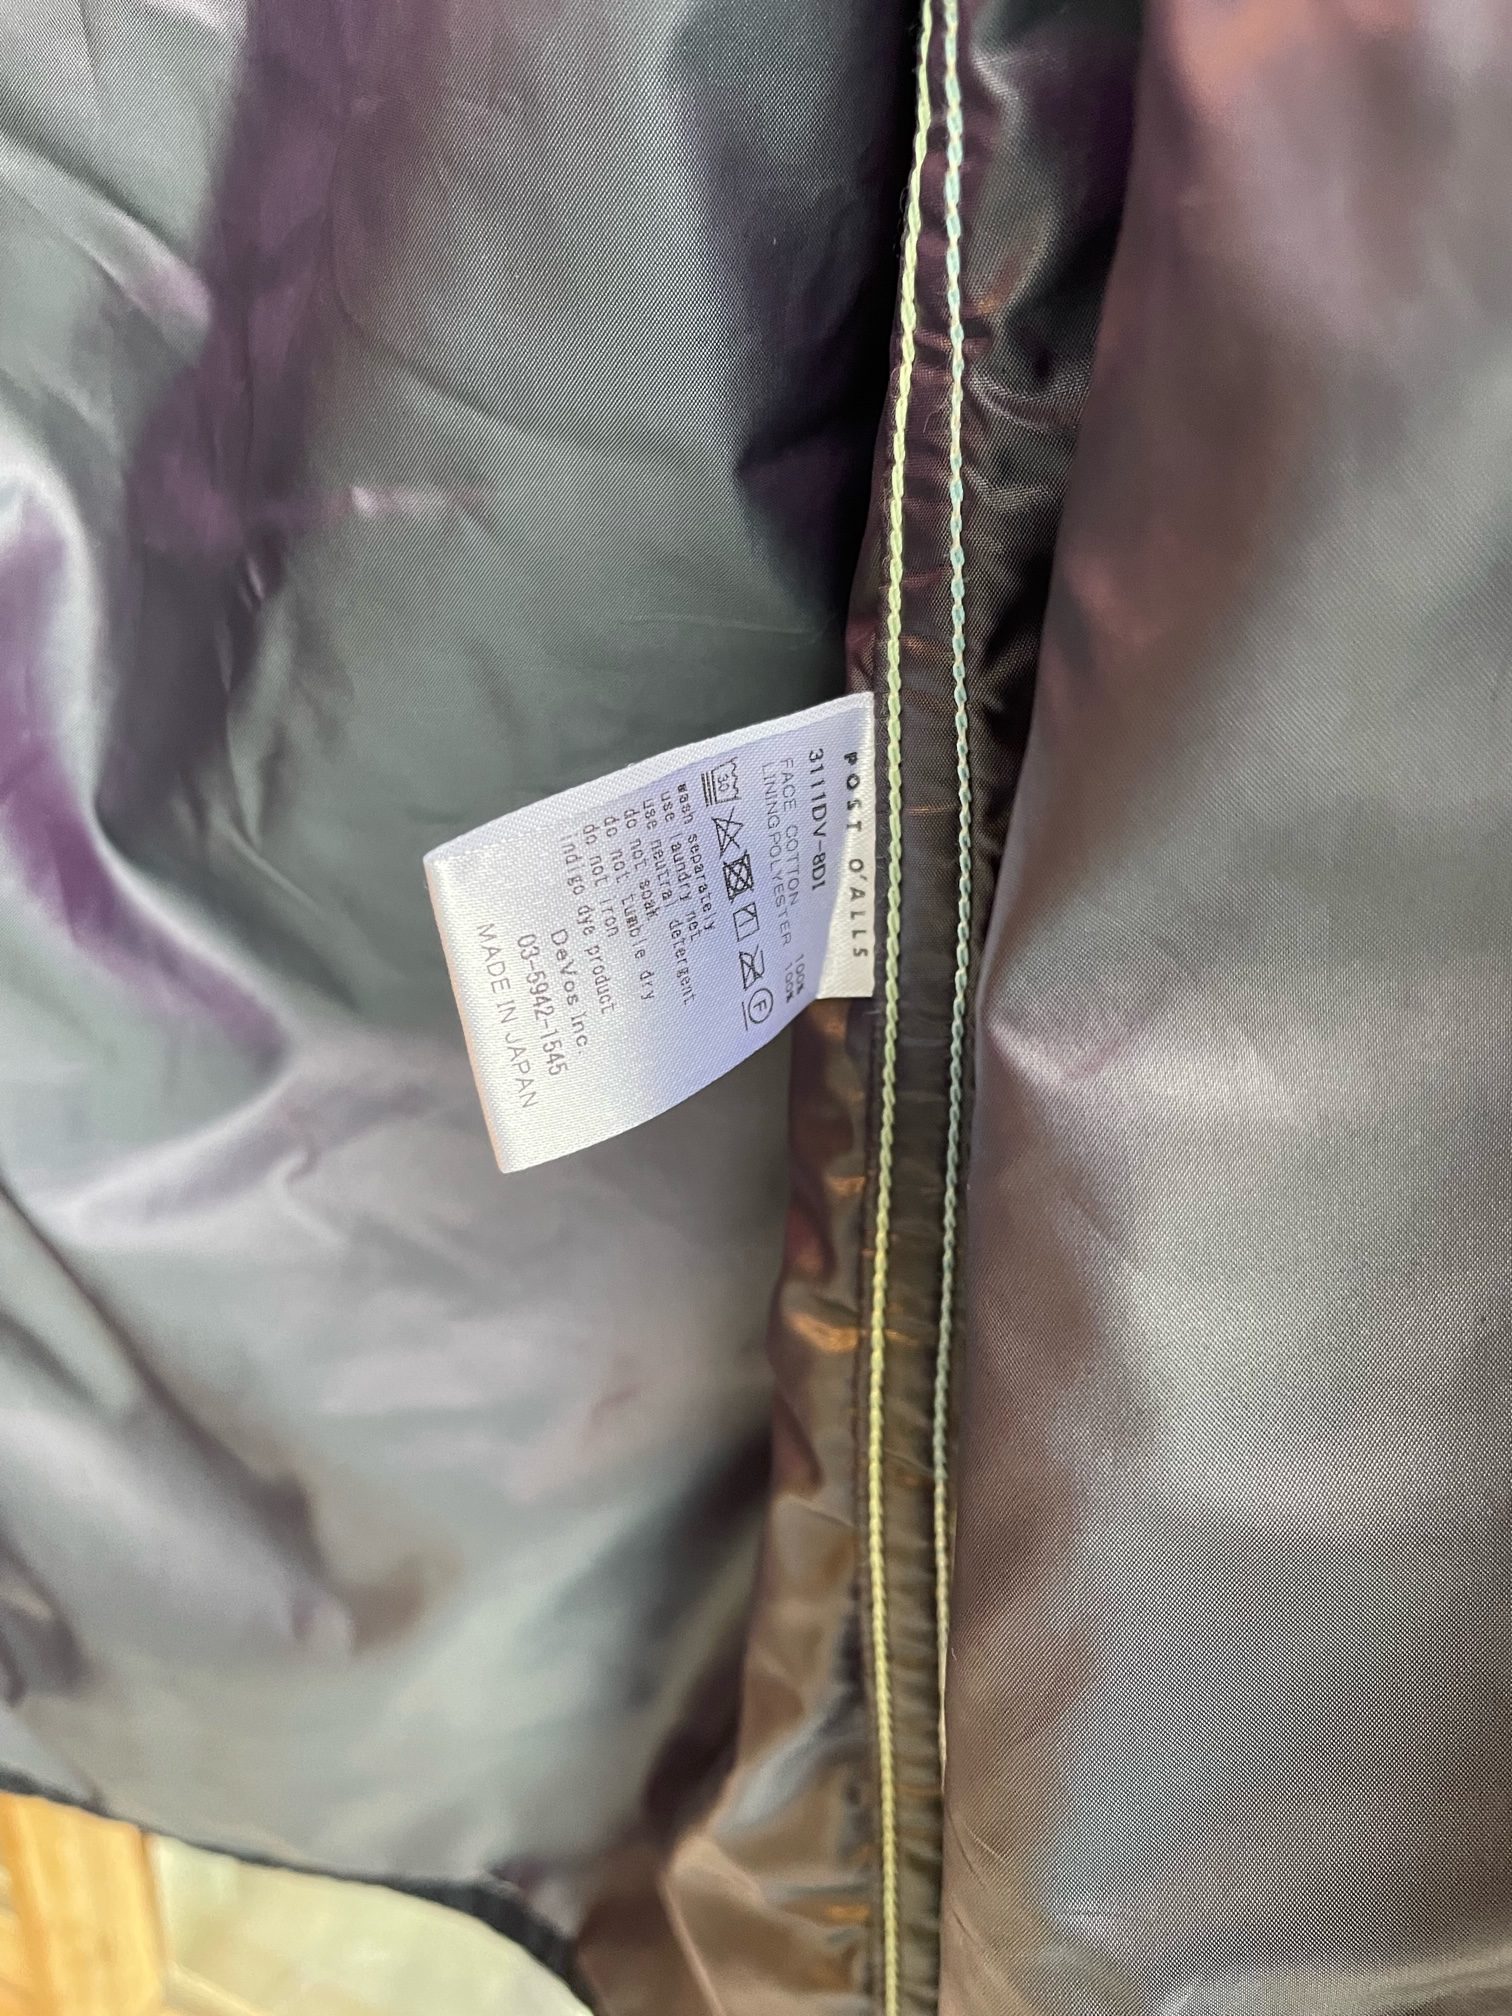 POST O'ALLS
3111DV-8DI
FACE COTTON 100%
LINING POLYESTER 100%
30 F
wash separately
use laundry net
use neutral detergent
do not soak
do not tumble dry
do not iron
indigo dye product
DeVos inc.
03-5942-1545
MADE IN JAPAN